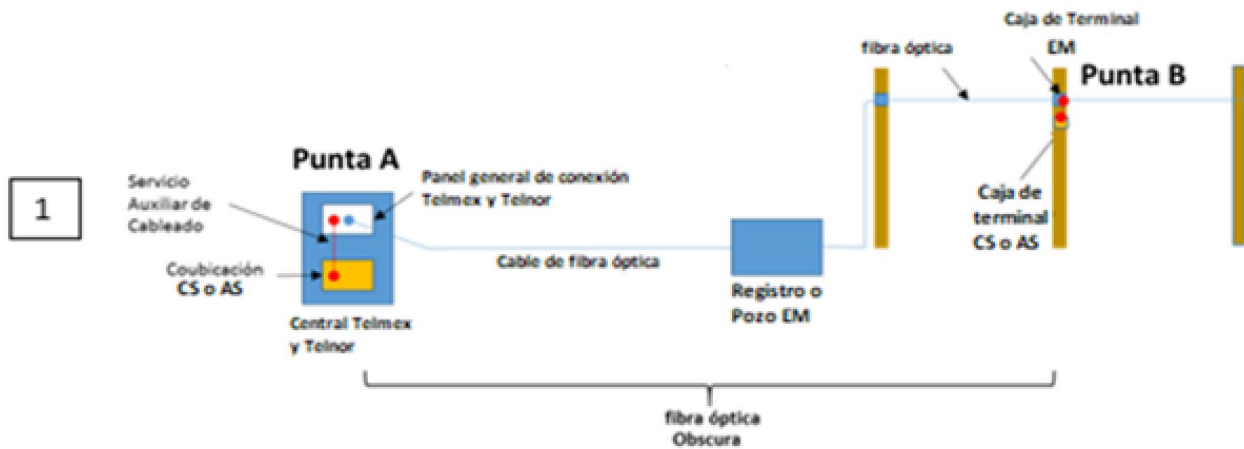 1
Punta A
Servicio
Auxiliar de
Cableado
Coubicación
CS o AS
Panel general de conexión
Telmex y Telnor
Central Telmex
y Telnor
Cable de fibra óptica
Registro o
Pozo EM
fibra óptica
Caja de Terminal
EM
Punta B
Caja de
terminal
CS o AS
fibra óptica
Obscura